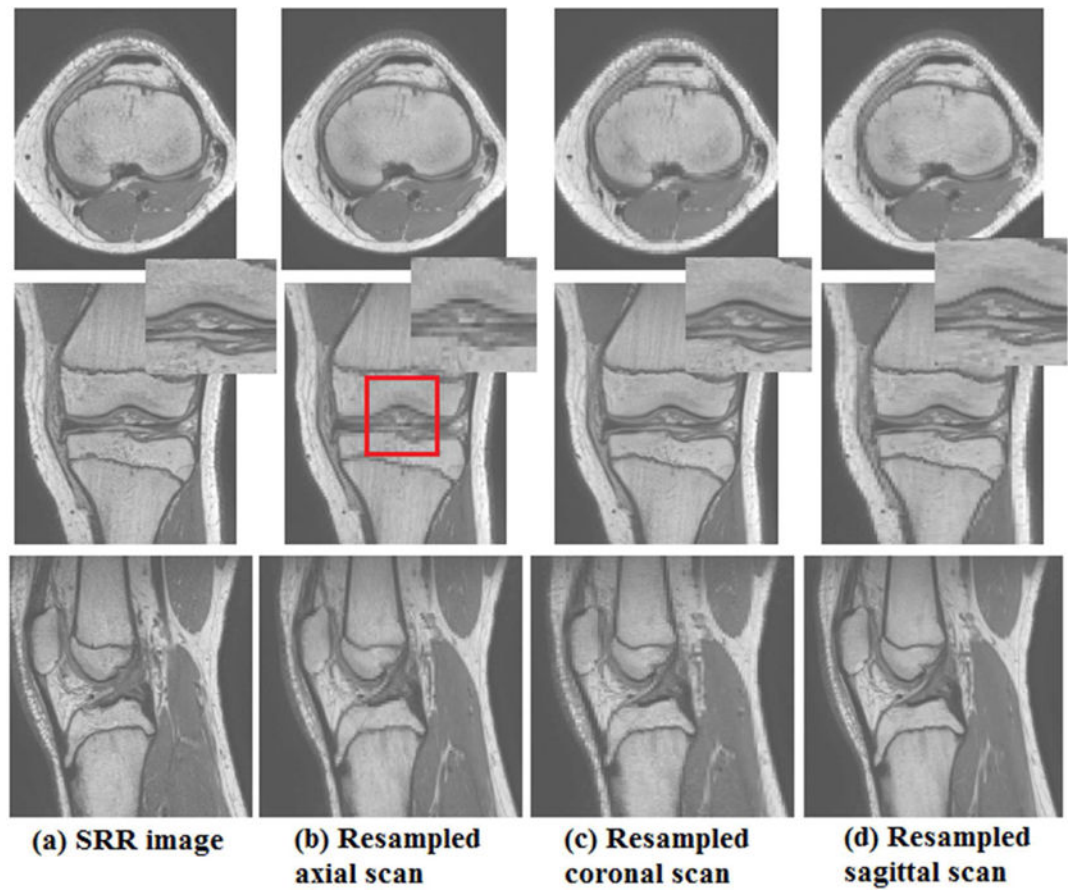 (a) SRR image
(b) Resampled
axial scan
(c) Resampled
coronal scan
(d) Resampled
sagittal scan